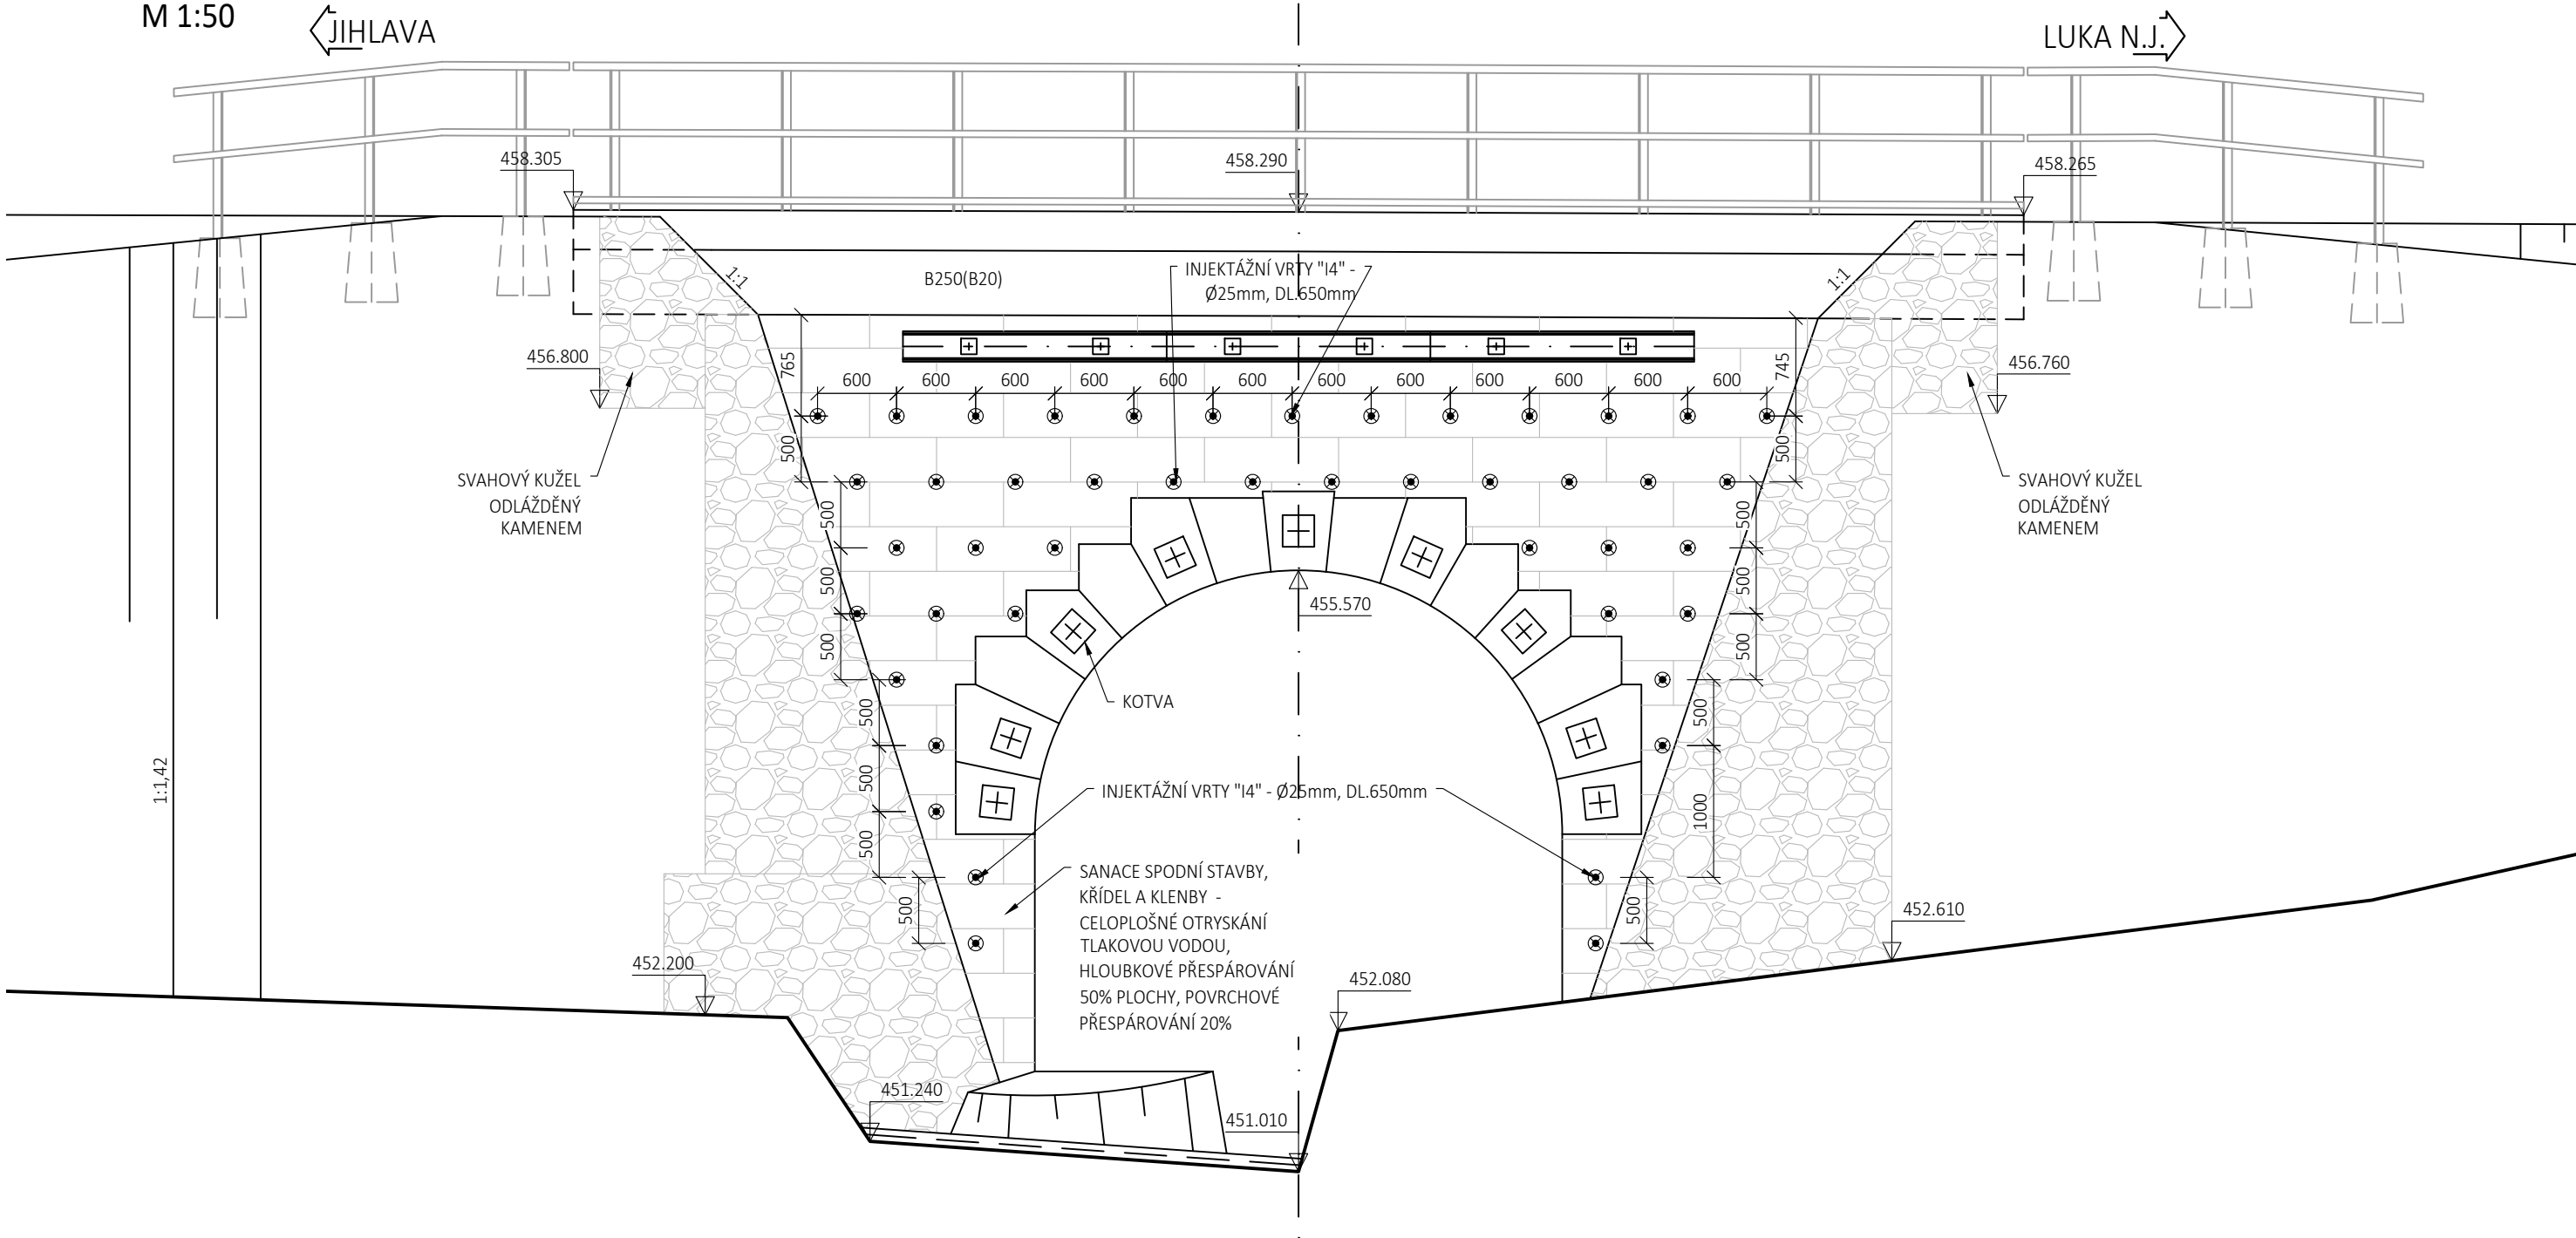 M 1:50
JIHLAVA
LUKA N.J.
458.305
458.290
458.265
1:1
B250(B20)
INJEKTÁŽNÍ VRTY "I4" -
Ø25mm, DL.650mm
1:1
456.800
765
600
600
600
600
600
600
600
600
600
600
600
600
745
456.760
500
500
SVAHOVÝ KUŽEL
ODLÁŽDĚNÝ
KAMENEM
SVAHOVÝ KUŽEL
ODLÁŽDĚNÝ
KAMENEM
500
500
500
500
455.570
500
500
KOTVA
500
500
1:1,42
500
INJEKTÁŽNÍ VRTY "I4" - Ø25mm, DL.650mm
1000
500
SANACE SPODNÍ STAVBY,
KŘÍDEL A KLENBY -
CELOPLOŠNÉ OTRYSKÁNÍ
TLAKOVOU VODOU,
HLOUBKOVÉ PŘESPÁROVÁNÍ
50% PLOCHY, POVRCHOVÉ
PŘESPÁROVÁNÍ 20%
500
500
452.610
452.200
452.080
451.240
451.010